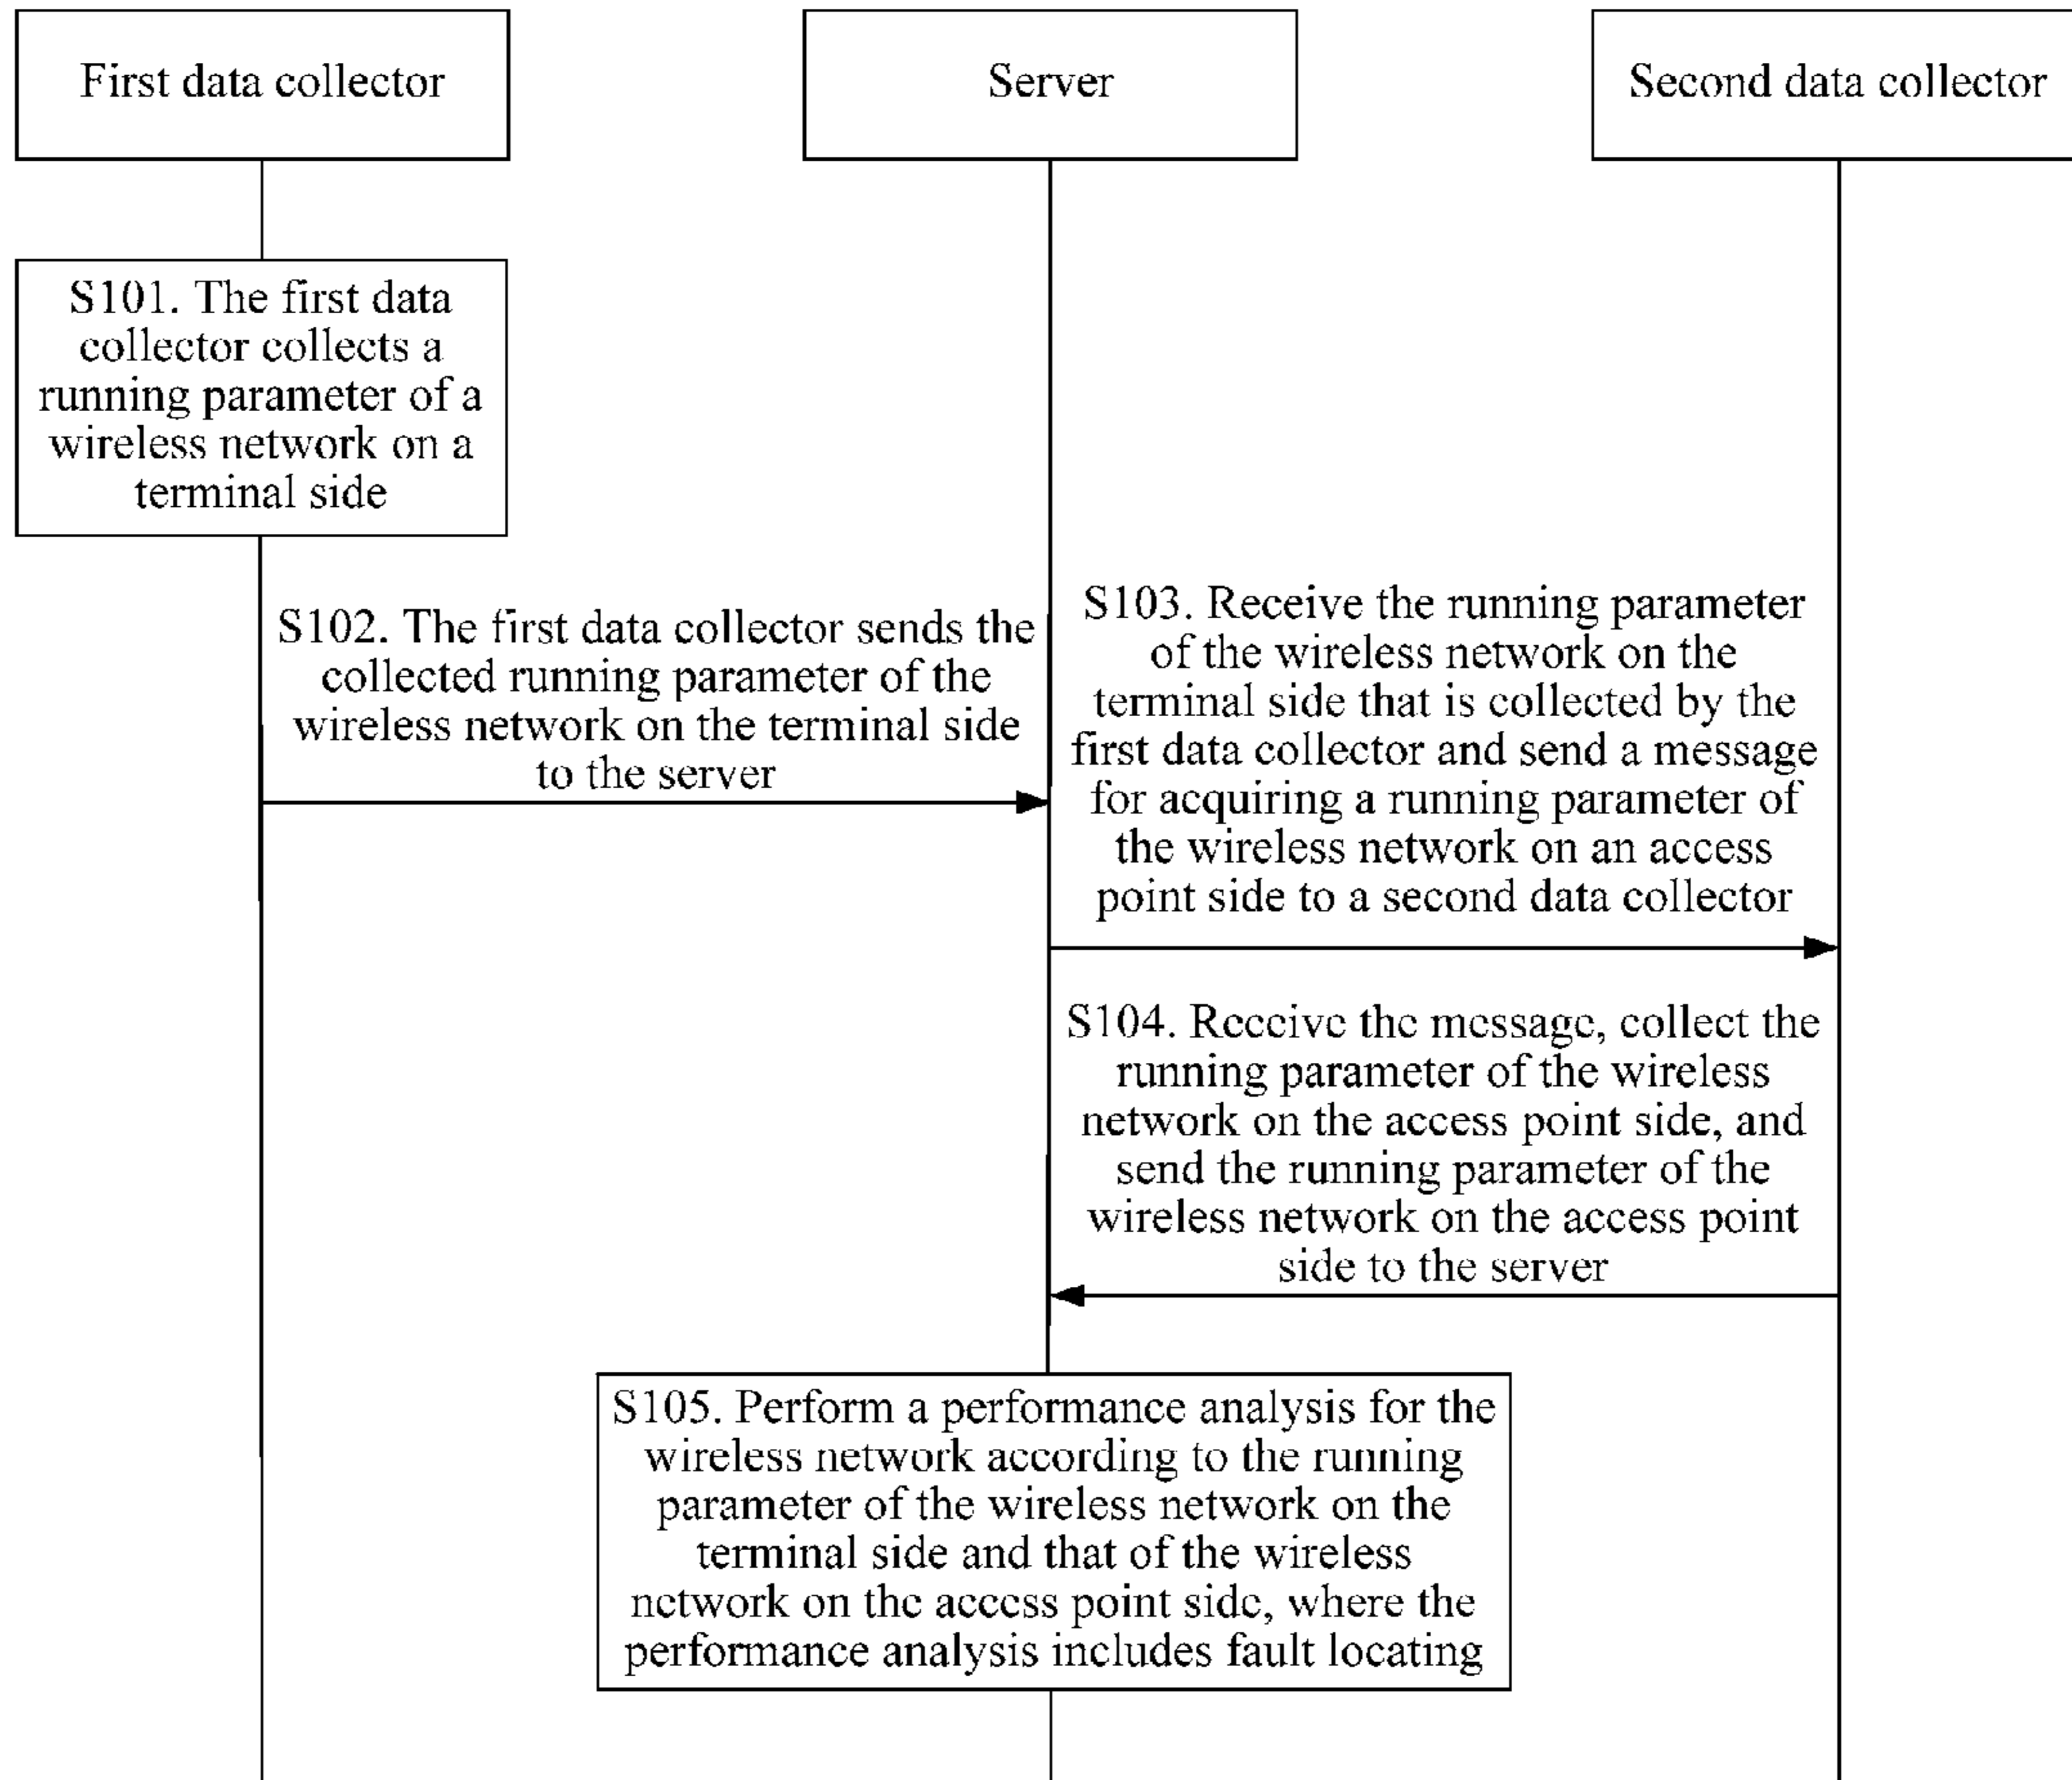 First data collector
Server
Second data collector
S101. The first data
collector collects a
running parameter of a
wireless network on a
terminal side
S102. The first data collector sends the
collected running parameter of the
wireless network on the terminal side
to the server
S103. Receive the running parameter
of the wireless network on the
terminal side that is collected by the
first data collector and send a message
for acquiring a running parameter of
the wireless network on an access
point side to a second data collector
S104. Receive the message, collect the
running parameter of the wireless
network on the access point side, and
send the running parameter of the
wireless network on the access point
side to the server
S105. Perform a performance analysis for the
wireless network according to the running
parameter of the wireless network on the
terminal side and that of the wireless
network on the access point side, where the
performance analysis includes fault locating